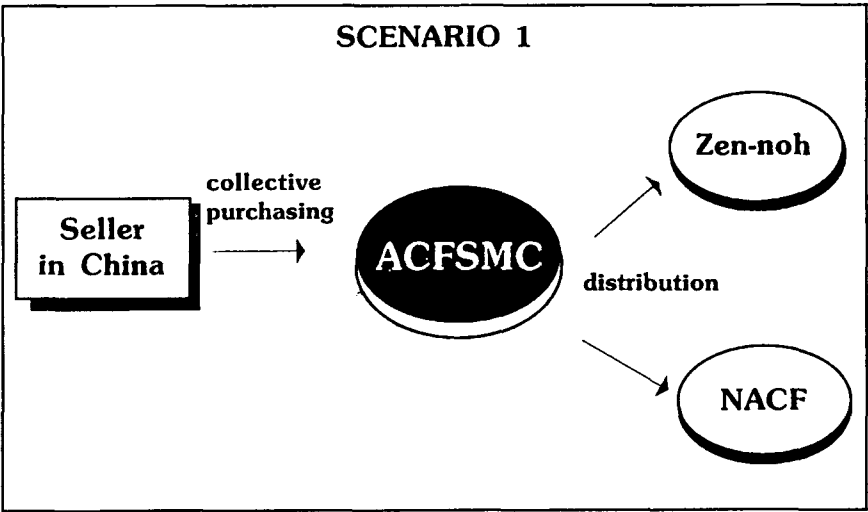 SCENARIO 1
Zen-noh
collective
purchasing
Seller
in China
ACFSMC
distribution
NACF